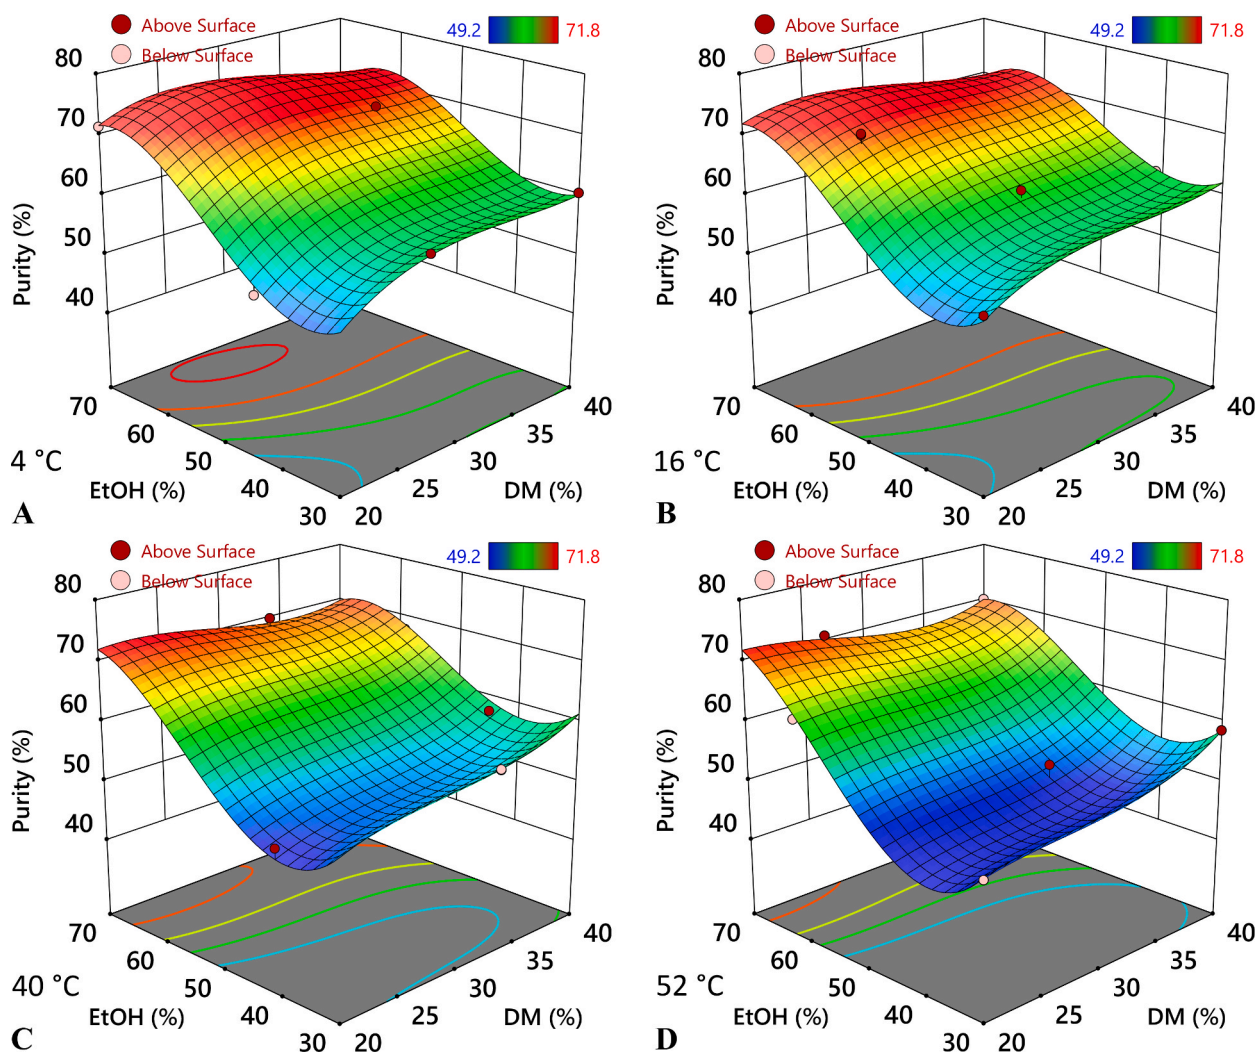 Above Surface
Below Surface
49.2 71.8
80
70
60
50
40
Purity (%)
70
60
50
40
30
EtOH (%)
20
25
30
35
40
DM (%)
4 °C
A
Above Surface
Below Surface
49.2 71.8
80
70
60
50
40
Purity (%)
70
60
50
40
30
EtOH (%)
20
25
30
35
40
DM (%)
16 °C
B
Above Surface
Below Surface
49.2 71.8
80
70
60
50
40
Purity (%)
70
60
50
40
30
EtOH (%)
20
25
30
35
40
DM (%)
40 °C
C
Above Surface
Below Surface
49.2 71.8
80
70
60
50
40
Purity (%)
70
60
50
40
30
EtOH (%)
20
25
30
35
40
DM (%)
52 °C
D